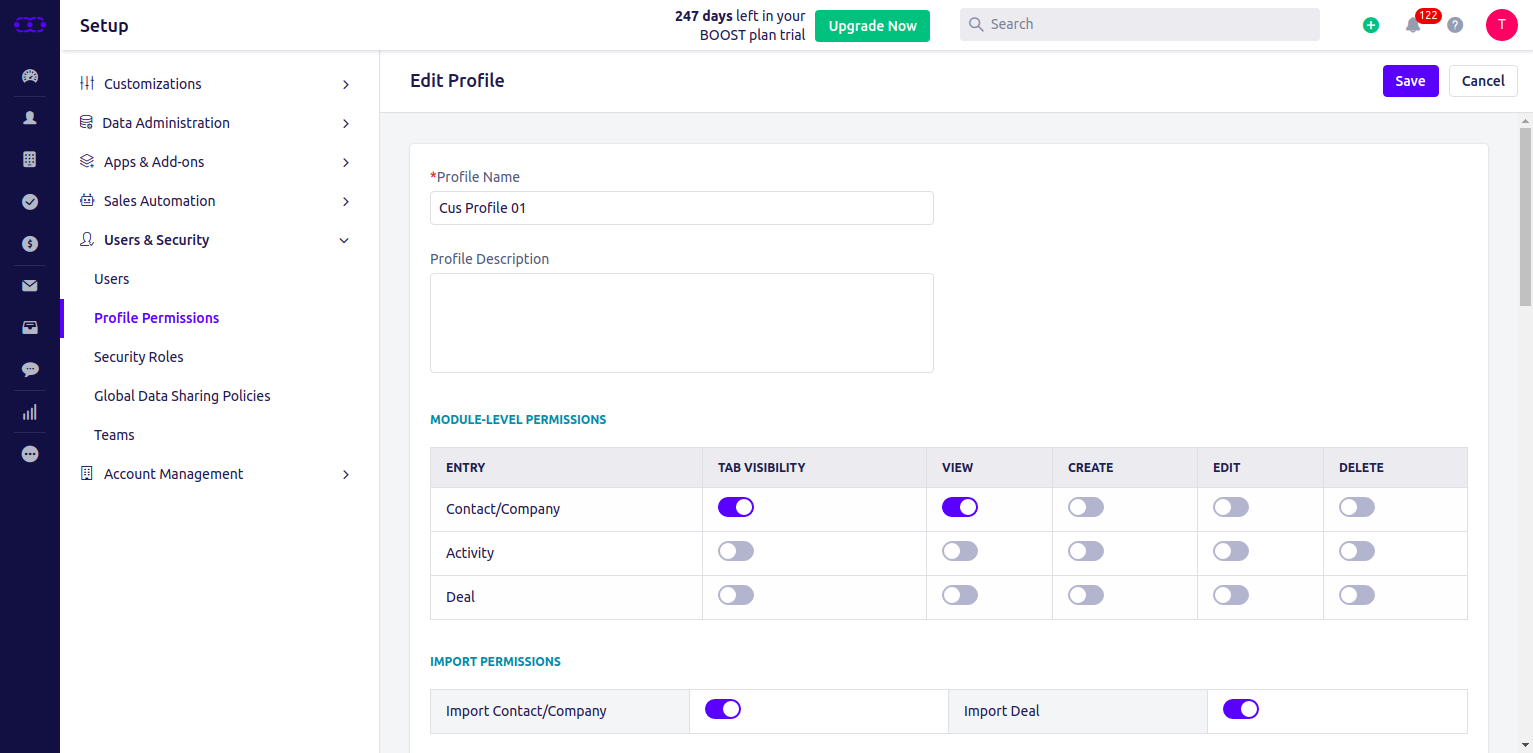 Setup
247 days left in your
BOOST plan trial
Upgrade Now
Search
122
?
T
Customizations
Data Administration
Apps & Add-ons
Sales Automation
Users & Security
Users
Profile Permissions
Security Roles
Global Data Sharing Policies
Teams
Account Management
Edit Profile
Save
Cancel
*Profile Name
Cus Profile 01
Profile Description
MODULE-LEVEL PERMISSIONS
ENTRY TAB VISIBILITY VIEW CREATE EDIT DELETE
Contact/Company
Activity
Deal
IMPORT PERMISSIONS
Import Contact/Company Import Deal